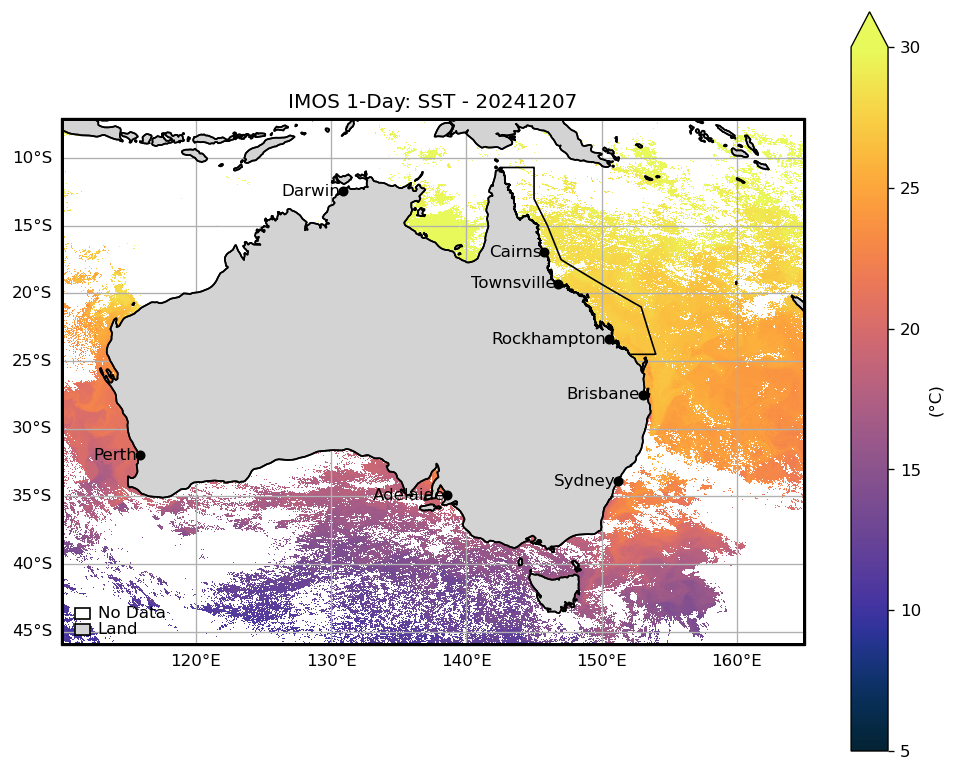 IMOS 1-Day: SST - 20241207
30
25
20
15
10
5
(°C)
10°S
15°S
20°S
25°S
30°S
35°S
40°S
45°S
Darwin
Cairns
Townsville
Rockhampton
Brisbane
Perth
Sydney
Adelaide
No Data
Land
120°E
130°E
140°E
150°E
160°E